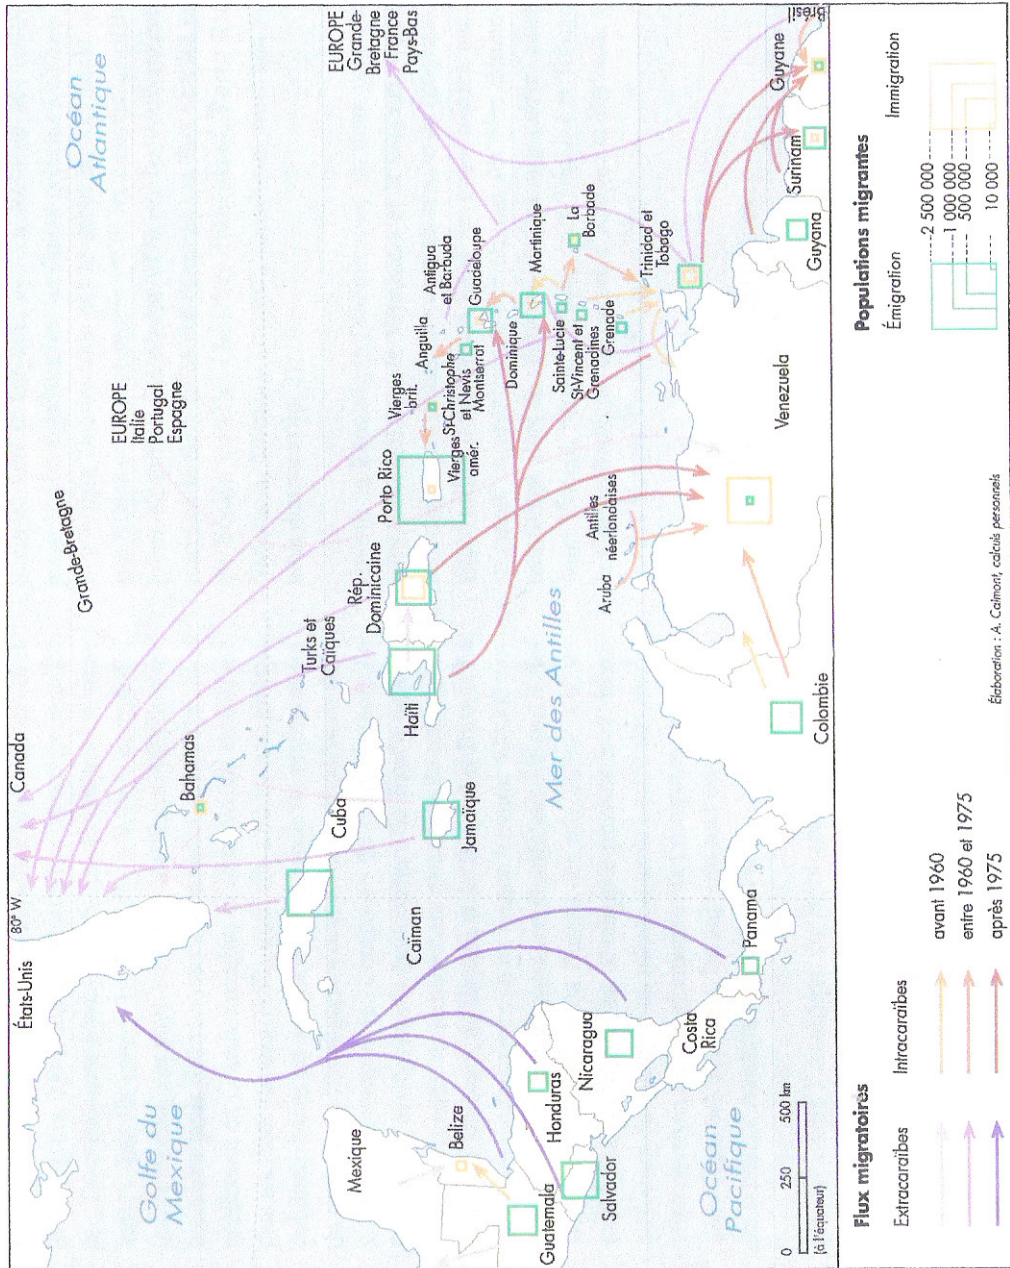 Océan
Atlantique
EUROPE
Grande-
Bretagne
France
Pays-Bas
EUROPE
Italie
Portugal
Espagne
Grande-Bretagne
Canada
80° W
États-Unis
Golfe du
Mexique
Bahamas
Turks et
Caïques
Cuba
Caïman
Jamaïque
Haïti
Rép.
Dominicaine
Porto Rico
Vierges
brit.
Vierges
amér.
Anguilla
St-Christophe
et Nevis
Montserrat
Antigua
et Barbuda
Guadeloupe
Dominique
Martinique
Sainte-Lucie
La
Barbade
St-Vincent et
Grenadines
Grenade
Trinidad et
Tobago
Mer des Antilles
Antilles
néerlandaises
Aruba
Mexique
Belize
Guatemala
Honduras
Salvador
Nicaragua
Costa
Rica
Panama
Colombie
Venezuela
Guyana
Surinam
Guyane
Brésil
Océan
Pacifique
0 250 500 km
(à l'équateur)
Flux migratoires
Extracaraïbes Intracaraïbes
avant 1960
entre 1960 et 1975
après 1975
Populations migrantes
Émigration Immigration
2 500 000
1 000 000
500 000
10 000
Élaboration : A. Calmont, calculs personnels